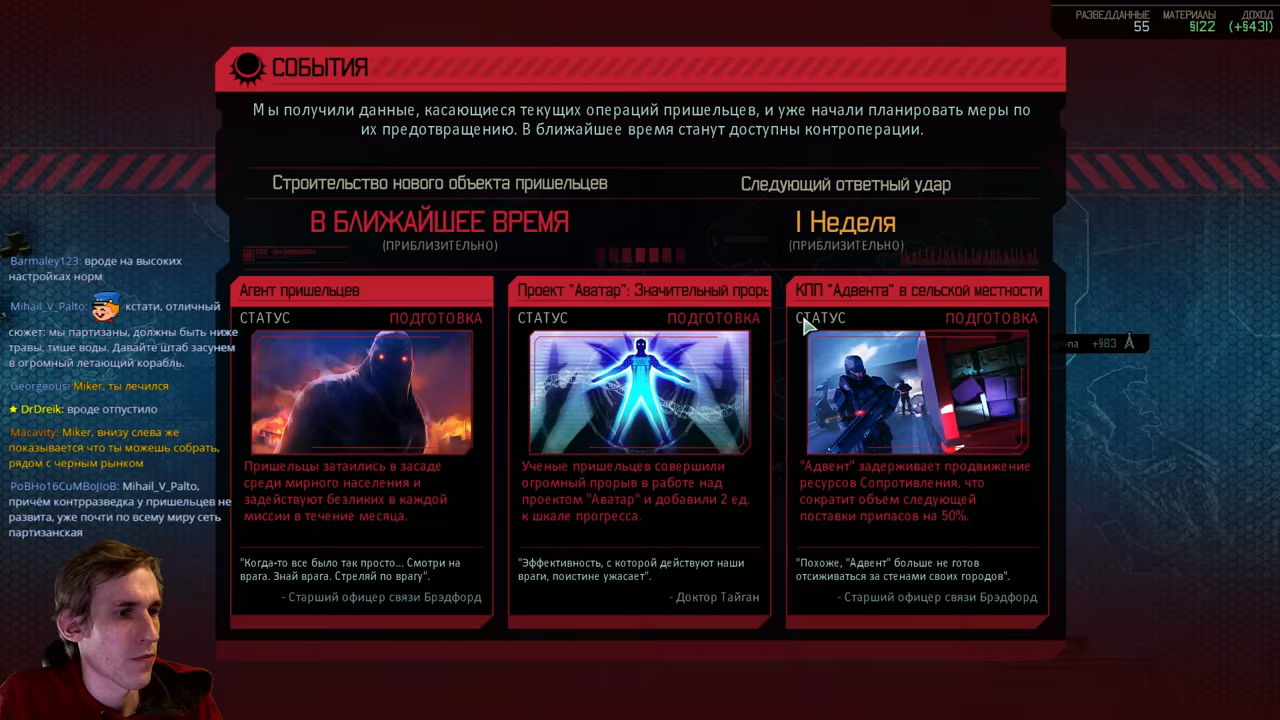 РАЗВЕДДАННЫЕ МАТЕРИАЛЫ ДОХОД
55 §122 (+§431)
СОБЫТИЯ
Мы получили данные, касающиеся текущих операций пришельцев, и уже начали планировать меры по
их предотвращению. В ближайшее время станут доступны контроперации.
Строительство нового объекта пришельцев
В БЛИЖАЙШЕЕ ВРЕМЯ
(ПРИБЛИЗИТЕЛЬНО)
Следующий ответный удар
1 Неделя
(ПРИБЛИЗИТЕЛЬНО)
Barmaley123: вроде на высоких
настройках норм
Mihail_V_Palto: кстати, отличный
сюжет: мы партизаны, должны быть ниже
травы, тише воды. Давайте штаб засунем
в огромный летающий корабль.
Georgeous: Miker, ты лечился
DrDreik: вроде отпустило
Macavity: Miker, внизу слева же
показывается что ты можешь собрать,
рядом с черным рынком
PoBHo16CuMBoJIoB: Mihail_V_Palto,
причём контрразведка у пришельцев не
развита, уже почти по всему миру сеть
партизанская
Агент пришельцев
СТАТУС ПОДГОТОВКА
Пришельцы затаились в засаде
среди мирного населения и
задействуют безликих в каждой
миссии в течение месяца.
"Когда-то все было так просто... Смотри на
врага. Знай врага. Стреляй по врагу".
- Старший офицер связи Брэдфорд
Проект "Аватар": Значительный проры
СТАТУС ПОДГОТОВКА
Ученые пришельцев совершили
огромный прорыв в работе над
проектом "Аватар" и добавили 2 ед.
к шкале прогресса.
"Эффективность, с которой действуют наши
враги, поистине ужасает".
- Доктор Тайган
КПП "Адвента" в сельской местности
СТАТУС ПОДГОТОВКА
"Адвент" задерживает продвижение
ресурсов Сопротивления, что
сократит объем следующей
поставки припасов на 50%.
"Похоже, "Адвент" больше не готов
отсиживаться за стенами своих городов".
- Старший офицер связи Брэдфорд
+§83